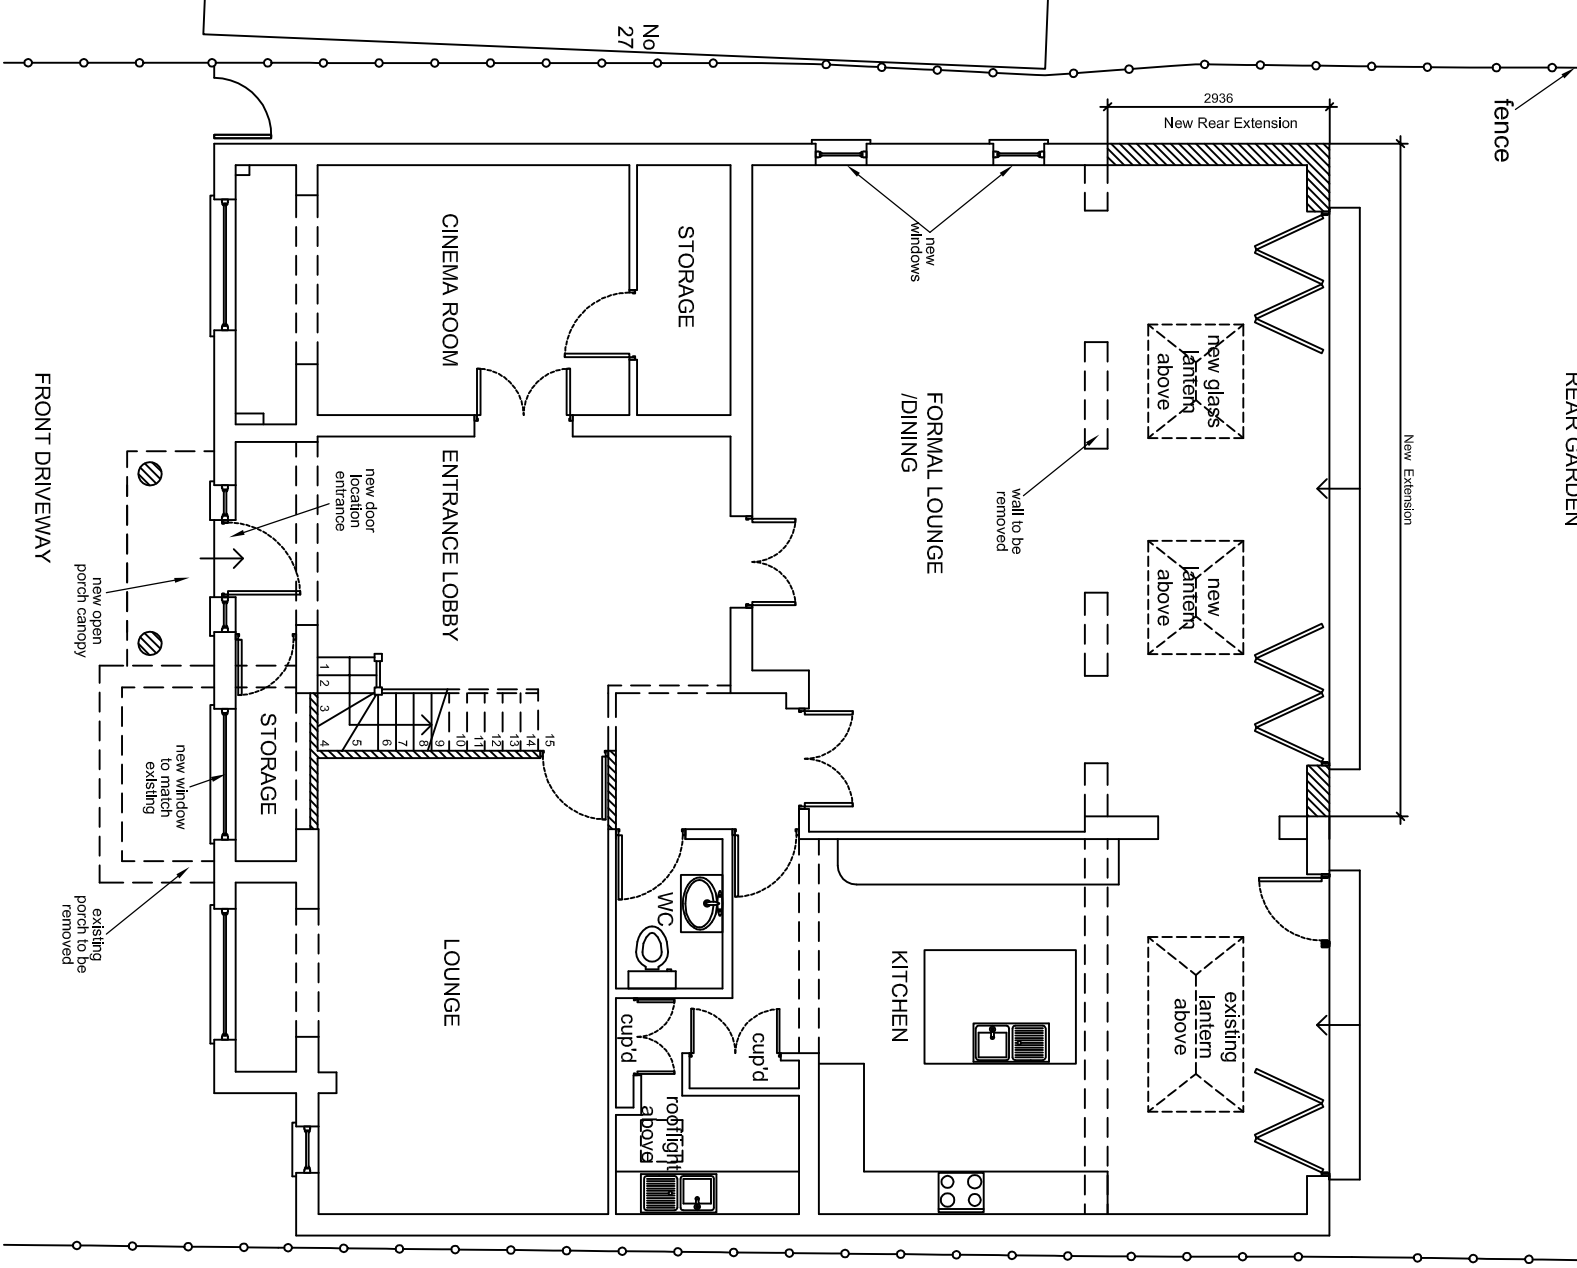 No
27
fence
REAR GARDEN
2936
New Rear Extension
New Extension
new
windows
new glass
lantern
above
new
lantern
above
existing
lantern
above
wall to be
removed
FORMAL LOUNGE
/DINING
STORAGE
CINEMA ROOM
ENTRANCE LOBBY
new door
location
entrance
new open
porch canopy
FRONT DRIVEWAY
1
2
3
4
5
6
7
8
9
10
11
12
13
14
15
STORAGE
new window
to match
existing
existing
porch to be
removed
LOUNGE
WC
cup'd
cup'd
rooflight
above
KITCHEN